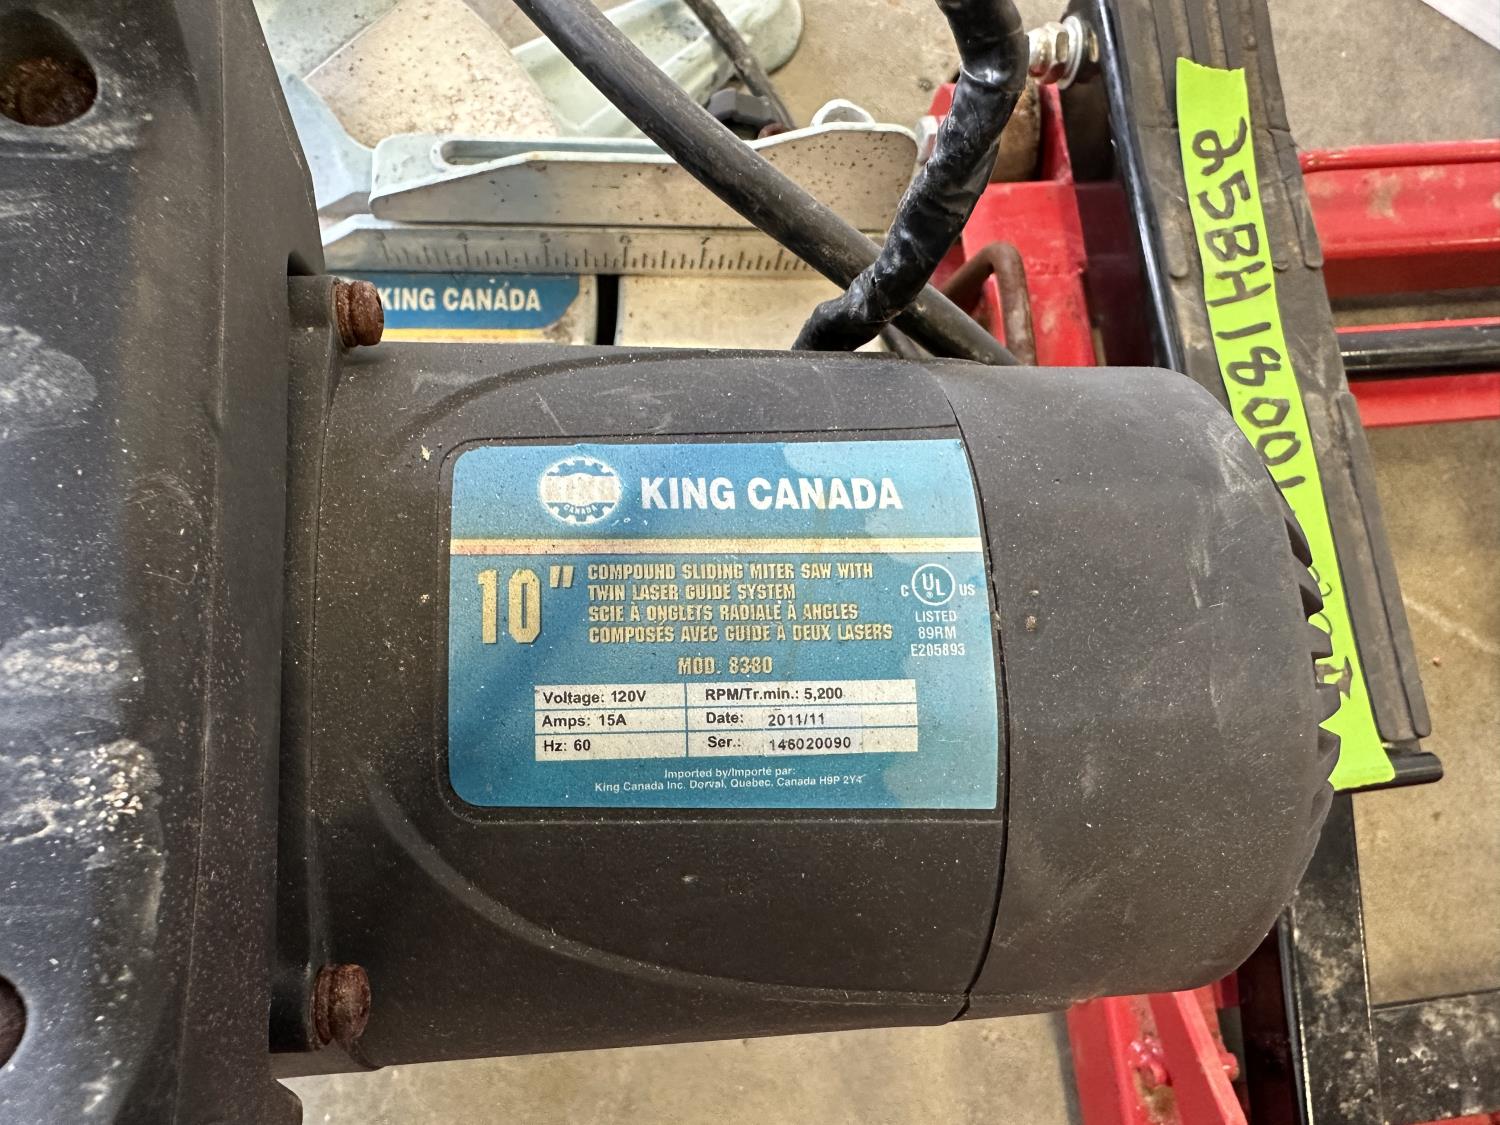 25BH18001
6 7
KING CANADA
CANADA
KING CANADA
10" COMPOUND SLIDING MITER SAW WITH
TWIN LASER GUIDE SYSTEM
SCIE À ONGLETS RADIALE À ANGLES
COMPOSÉS AVEC GUIDE À DEUX LASERS
MOD. 8380
C UL ® US
LISTED
89RM
E205893
Voltage: 120V RPM/Tr.min.: 5,200
Amps: 15A Date: 2011/11
Hz: 60 Ser.: 146020090
Imported by/Importé par:
King Canada Inc. Dorval, Quebec, Canada H9P 2Y4